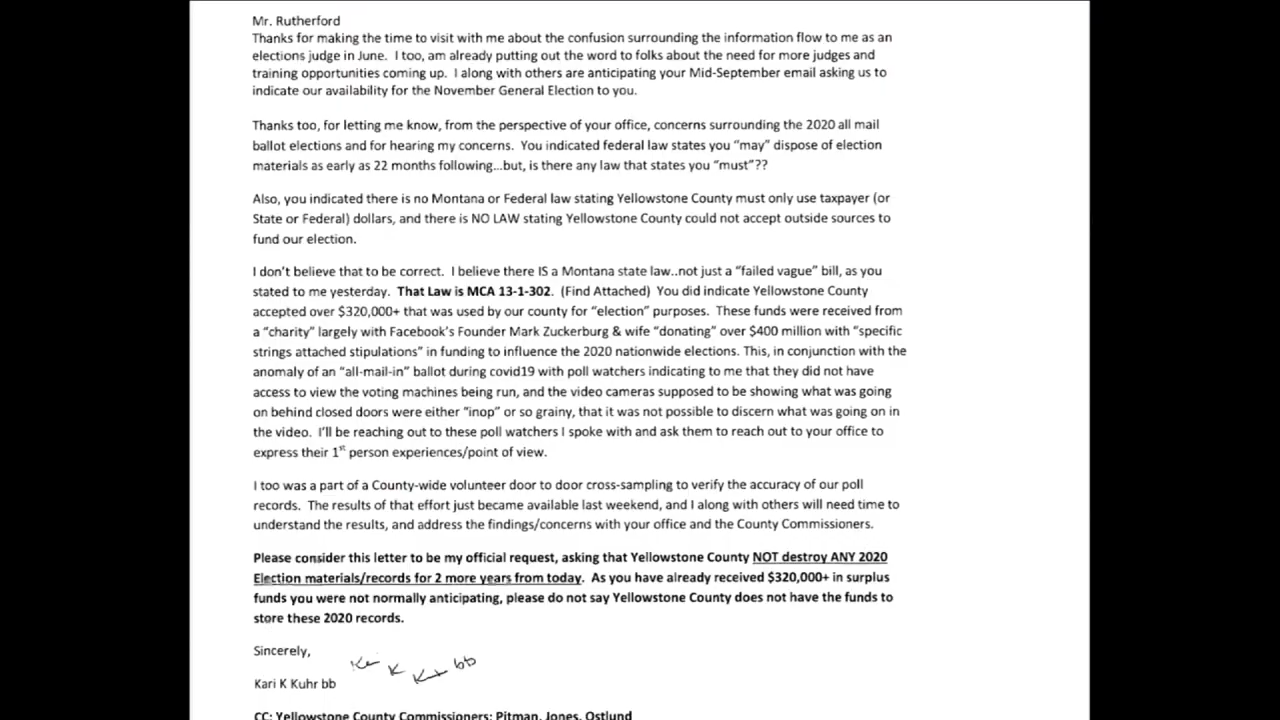 Mr. Rutherford
Thanks for making the time to visit with me about the confusion surrounding the information flow to me as an
elections judge in June.  I too, am already putting out the word to folks about the need for more judges and
training opportunities coming up.  I along with others are anticipating your Mid-September email asking us to
indicate our availability for the November General Election to you.
Thanks too, for letting me know, from the perspective of your office, concerns surrounding the 2020 all mail
ballot elections and for hearing my concerns.  You indicated federal law states you “may” dispose of election
materials as early as 22 months following...but, is there any law that states you “must”??
Also, you indicated there is no Montana or Federal law stating Yellowstone County must only use taxpayer (or
State or Federal) dollars, and there is NO LAW stating Yellowstone County could not accept outside sources to
fund our election.
I don’t believe that to be correct.  I believe there IS a Montana state law..not just a “failed vague” bill, as you
stated to me yesterday.  That Law is MCA 13-1-302.  (Find Attached)  You did indicate Yellowstone County
accepted over $320,000+ that was used by our county for “election” purposes.  These funds were received from
a “charity” largely with Facebook’s Founder Mark Zuckerburg & wife “donating” over $400 million with “specific
strings attached stipulations” in funding to influence the 2020 nationwide elections. This, in conjunction with the
anomaly of an “all-mail-in” ballot during covid19 with poll watchers indicating to me that they did not have
access to view the voting machines being run, and the video cameras supposed to be showing what was going
on behind closed doors were either “inop” or so grainy, that it was not possible to discern what was going on in
the video.  I’ll be reaching out to these poll watchers I spoke with and ask them to reach out to your office to
express their 1st person experiences/point of view.
I too was a part of a County-wide volunteer door to door cross-sampling to verify the accuracy of our poll
records.  The results of that effort just became available last weekend, and I along with others will need time to
understand the results, and address the findings/concerns with your office and the County Commissioners.
Please consider this letter to be my official request, asking that Yellowstone County NOT destroy ANY 2020
Election materials/records for 2 more years from today.  As you have already received $320,000+ in surplus
funds you were not normally anticipating, please do not say Yellowstone County does not have the funds to
store these 2020 records.
Sincerely,
Kari K Kuhr bb
CC: Yellowstone County Commissioners: Pitman, Jones, Ostlund